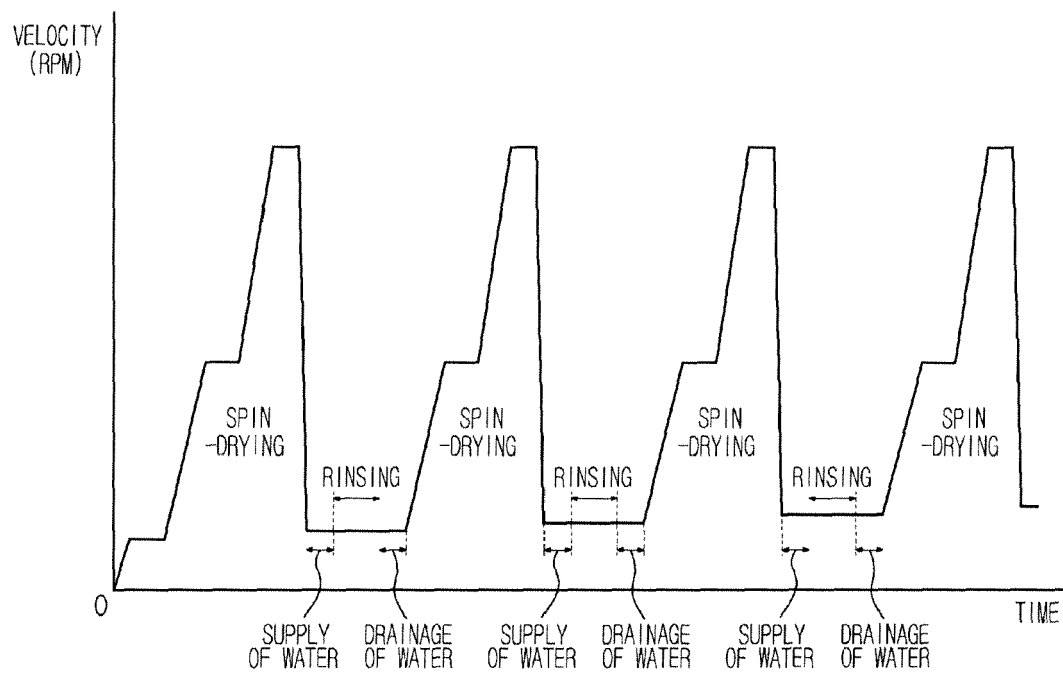 VELOCITY
(RPM)
SPIN
-DRYING
SPIN
-DRYING
SPIN
-DRYING
SPIN
-DRYING
RINSING
RINSING
RINSING
0
TIME
SUPPLY
OF WATER
DRAINAGE
OF WATER
SUPPLY
OF WATER
DRAINAGE
OF WATER
SUPPLY
OF WATER
DRAINAGE
OF WATER